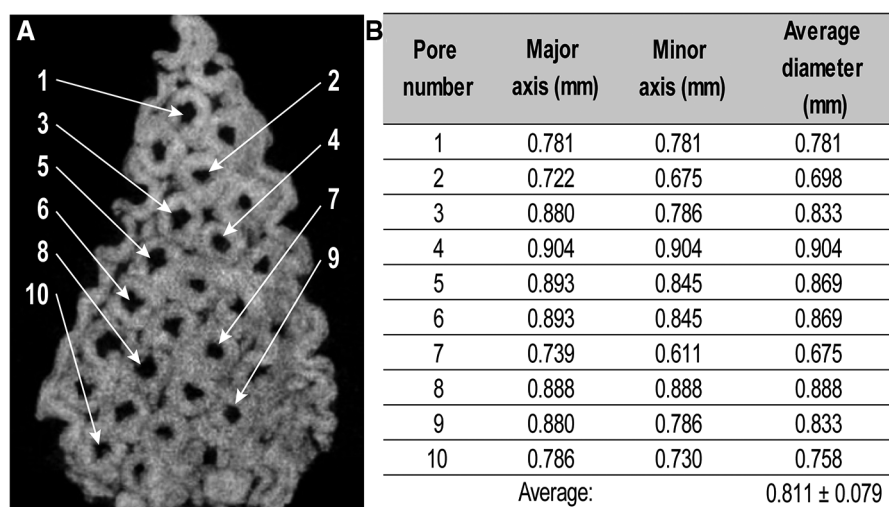 A
1
2
3
4
5
6
7
8
9
10
B
Pore number Major axis (mm) Minor axis (mm) Average diameter (mm)
1 0.781 0.781 0.781
2 0.722 0.675 0.698
3 0.880 0.786 0.833
4 0.904 0.904 0.904
5 0.893 0.845 0.869
6 0.893 0.845 0.869
7 0.739 0.611 0.675
8 0.888 0.888 0.888
9 0.880 0.786 0.833
10 0.786 0.730 0.758
Average: 0.811 ± 0.079